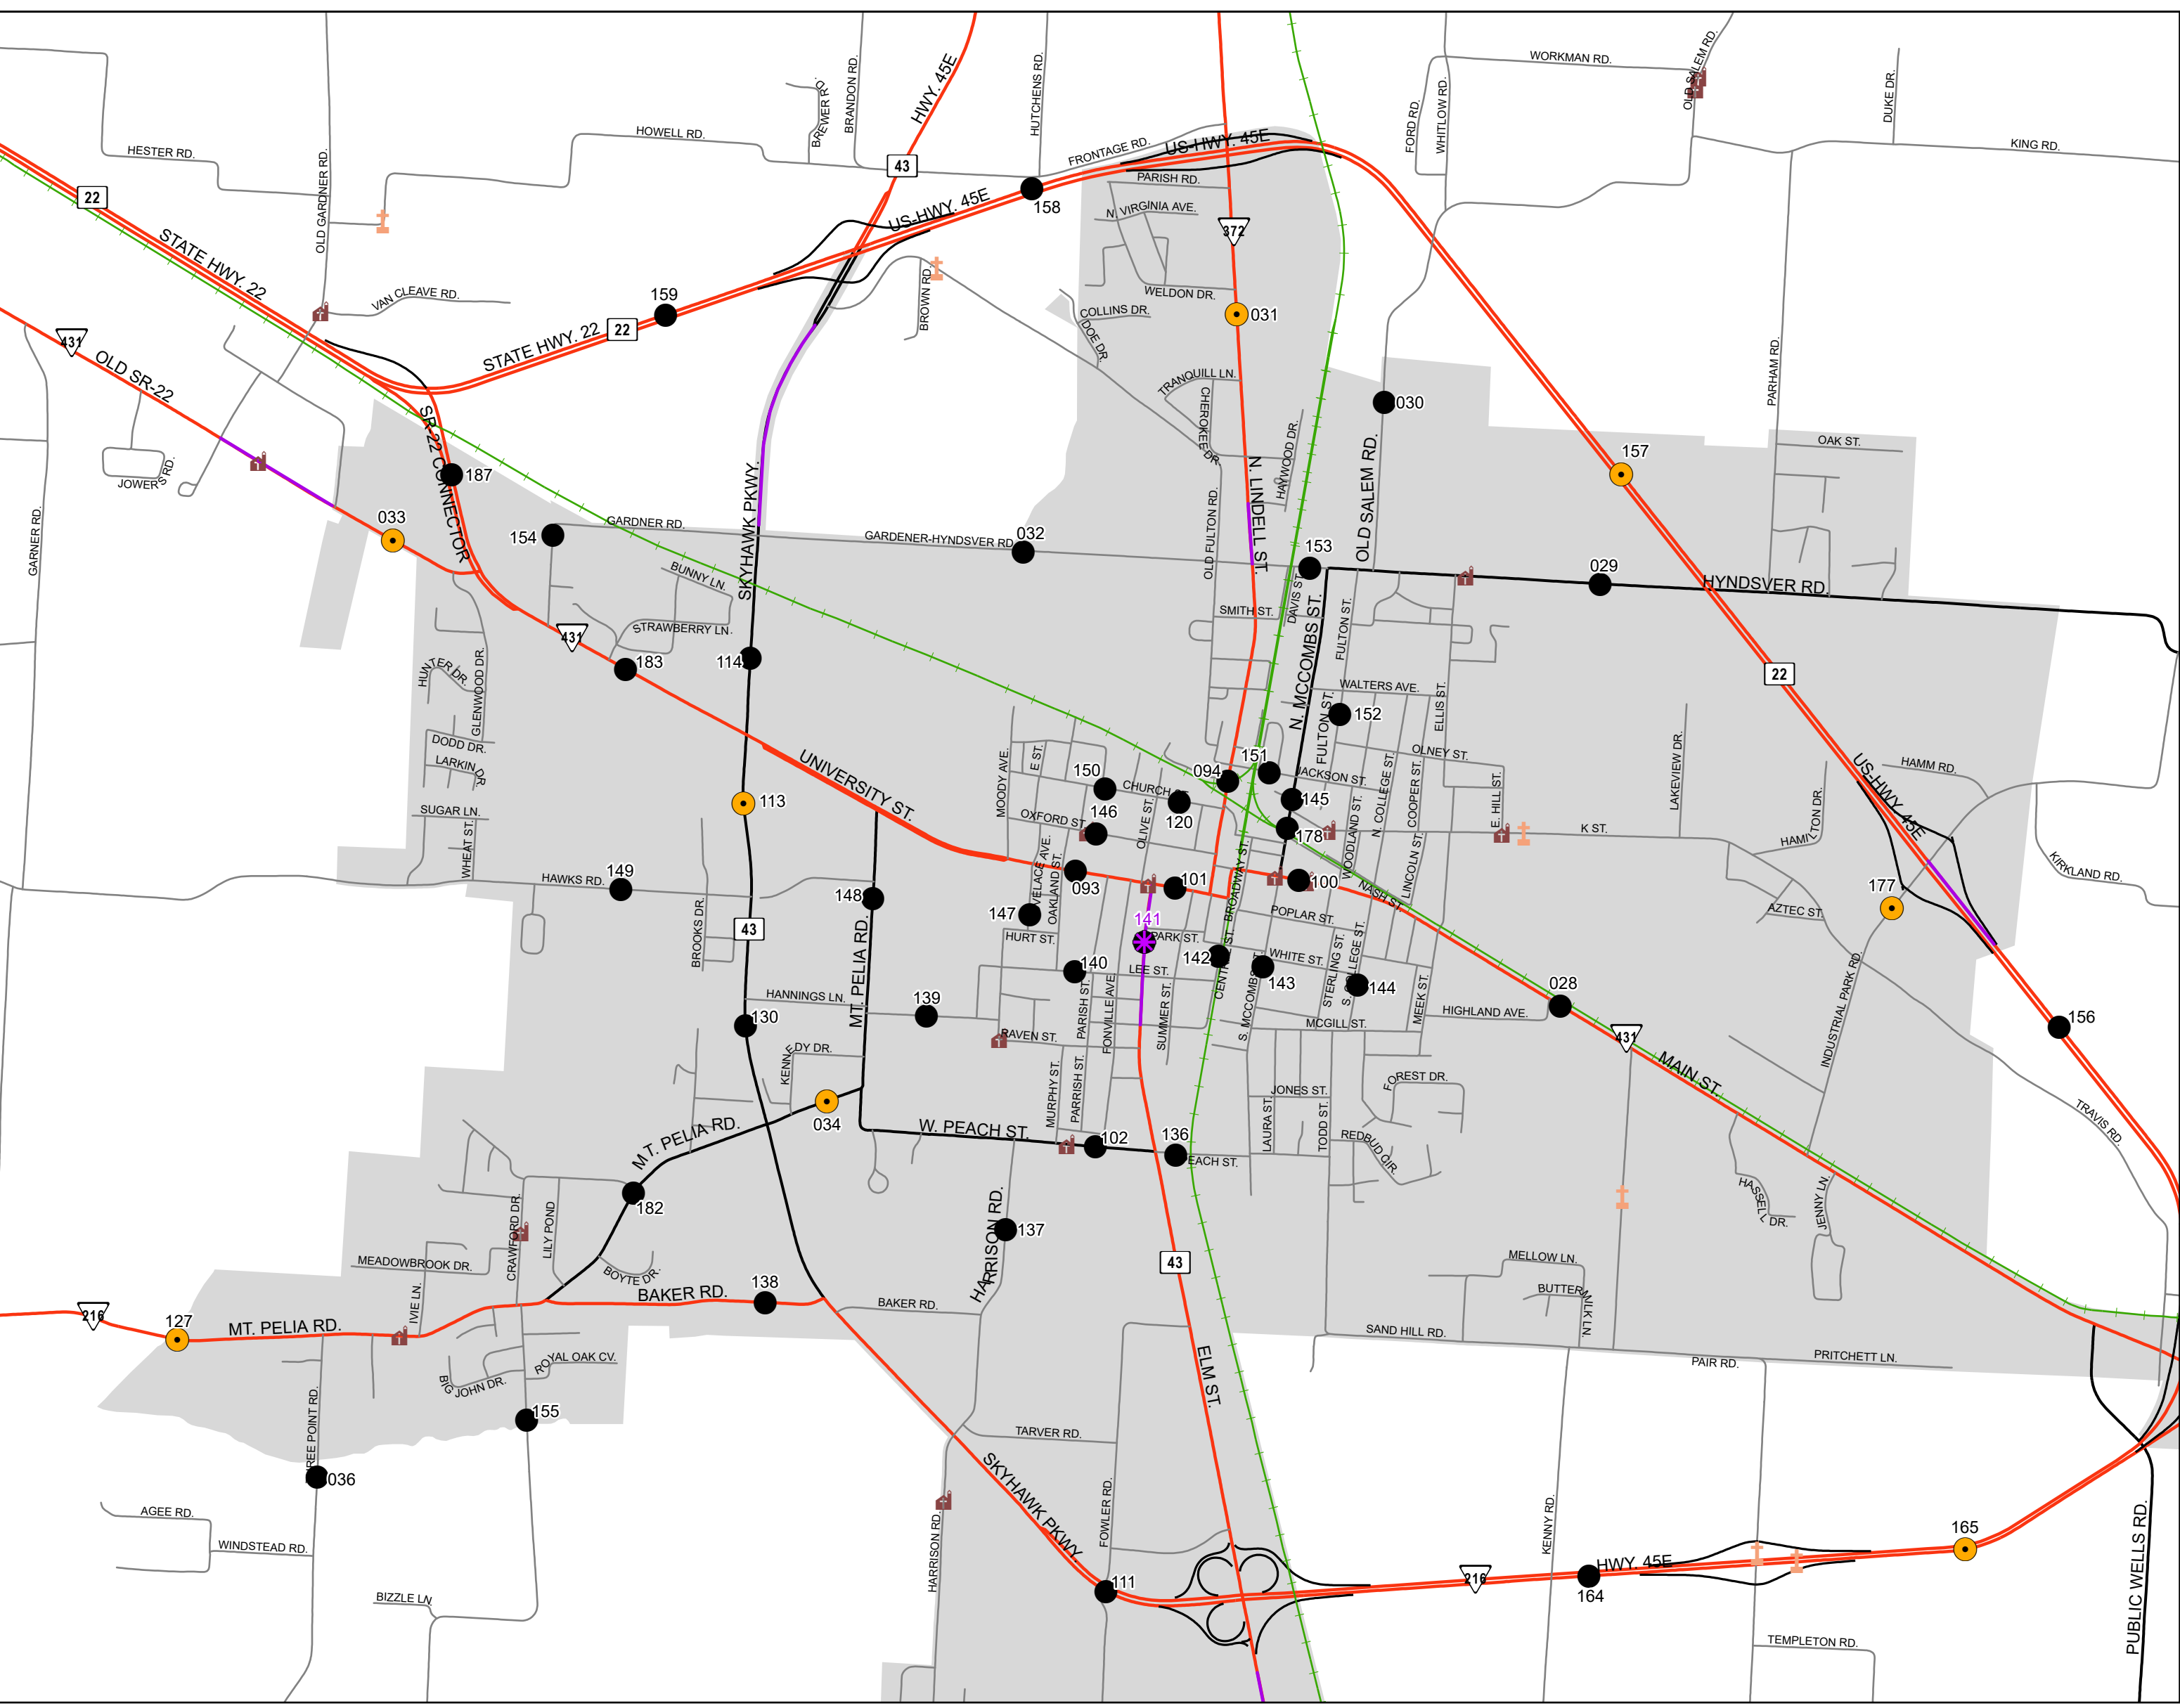 WORKMAN RD.
OLD SALEM RD.
DUKE DR.
HWY. 45E
BRANDON RD.
BREWER RD.
HUTCHENS RD.
FORD RD.
WHITLOW RD.
HOWELL RD.
HESTER RD.
OLD GARDNER RD.
FRONTAGE RD.
US-HWY. 45E
KING RD.
43
22
PARISH RD.
US-HWY. 45E
158
N. VIRGINIA AVE.
372
STATE HWY. 22
VAN CLEAVE RD.
159
BROWN RD.
WELDON DR.
COLLINS DR.
DOE DR.
031
STATE HWY. 22
22
431
OLD SR-22
PARHAM RD.
TRANQUILL LN.
CHEROKEE DR.
030
SR-22 CONNECTOR
HAYWOOD DR.
N. LINDELL ST.
OLD SALEM RD.
OAK ST.
157
187
JOWERS RD.
SKYHAWK PKWY.
OLD FULTON RD.
GARNER RD.
033
154
GARDNER RD.
GARDENER-HYNDSVER RD.
032
153
029
HYNDSVER RD.
BUNNY LN.
DAVIS ST.
SMITH ST.
N. MCCOMBS ST.
FULTON ST.
STRAWBERRY LN.
431
183
114
HUNTER DR.
GLENWOOD DR.
22
WALTERS AVE.
ELLIS ST.
152
FULTON ST.
LAKEVIEW DR.
DODD DR.
LARKIN DR.
UNIVERSITY ST.
MOODY AVE.
E ST.
OLNEY ST.
151
094
150
CHURCH
JACKSON ST.
N. COLLEGE ST.
COOPER ST.
E. HILL ST.
US-HWY. 45E
HAMM RD.
SUGAR LN.
113
146
OXFORD ST.
OLIVE ST.
120
145
178
WOODLAND ST.
K ST.
HAMILTON DR.
WHEAT ST.
LINCOLN ST.
KIRKLAND RD.
OAKLAND ST.
BROADWAY ST.
149
HAWKS RD.
148
093
101
100
NASH ST.
177
147
141
POPLAR ST.
AZTEC ST.
BROOKS DR.
43
MT. PELIA RD.
HURT ST.
PARK ST.
142
WHITE ST.
143
STERLING ST.
S. COLLEGE ST.
144
140
LEE ST.
HANNINGS LN.
139
PARISH ST.
FONVILLE AVE.
SUMMER ST.
MEEK ST.
HIGHLAND AVE.
028
130
MCGILL ST.
431
INDUSTRIAL PARK RD.
156
RAVEN ST.
KENNEDY DR.
MAIN ST.
034
MURPHY ST.
PARRISH ST.
JONES ST.
FOREST DR.
LAURA ST.
TODD ST.
TRAVIS RD.
MT. PELIA RD.
W. PEACH ST.
102
136
EACH ST.
REDBUD CIR.
182
HASSELL DR.
JENNY LN.
CRAWFORD DR.
LILY POND
137
HARRISON RD.
MEADOWBROOK DR.
BOYTE DR.
43
MELLOW LN.
BUTTERMILK LN.
138
BAKER RD.
BAKER RD.
216
127
MT. PELIA RD.
IVIE LN.
SAND HILL RD.
PAIR RD.
PRITCHETT LN.
ROYAL OAK CV.
BIG JOHN DR.
ELM ST.
155
TARVER RD.
036
SKYHAWK PKWY
FOWLER RD.
AGEE RD.
WINDSTEAD RD.
HARRISON RD.
KENNY RD.
165
HWY. 45E
216
164
111
PUBLIC WELLS RD.
BIZZLE LN.
TEMPLETON RD.